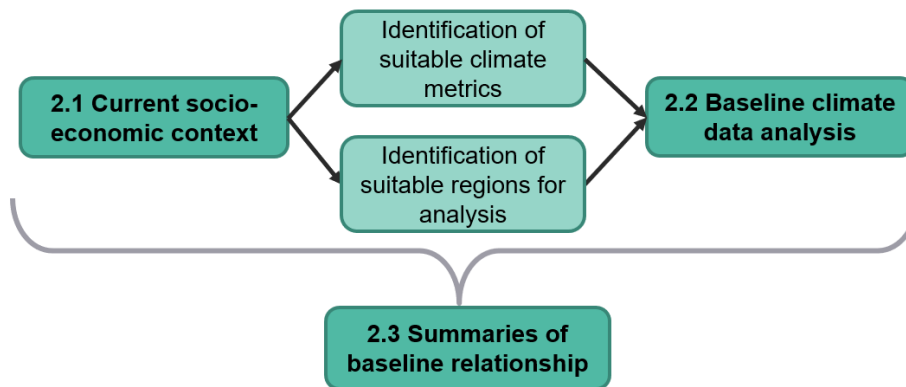 Identification of
suitable climate
metrics
2.1 Current socio-
economic context
2.2 Baseline climate
data analysis
Identification of
suitable regions for
analysis
2.3 Summaries of
baseline relationship